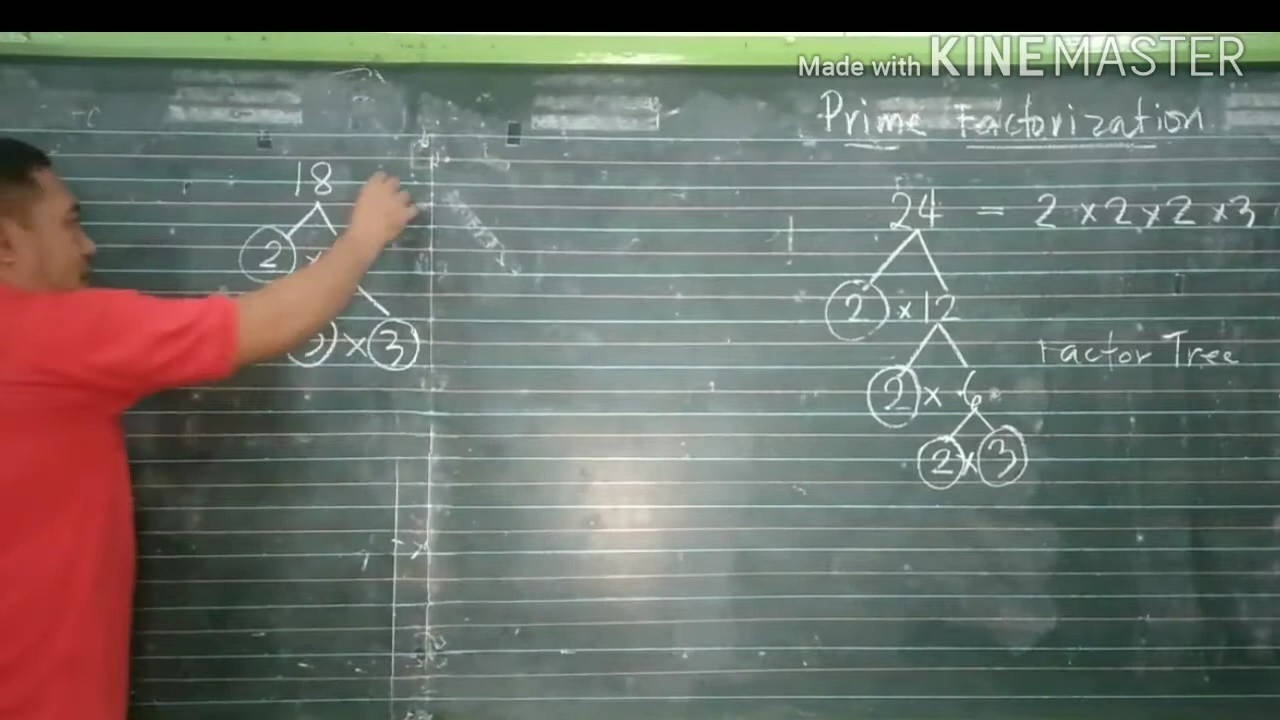 Made with KINEMASTER
Prime Factorization
18
2 ×
3 × 3
24 = 2 × 2 × 2 × 3
2 × 12
Factor Tree
2 × 6
2 × 3